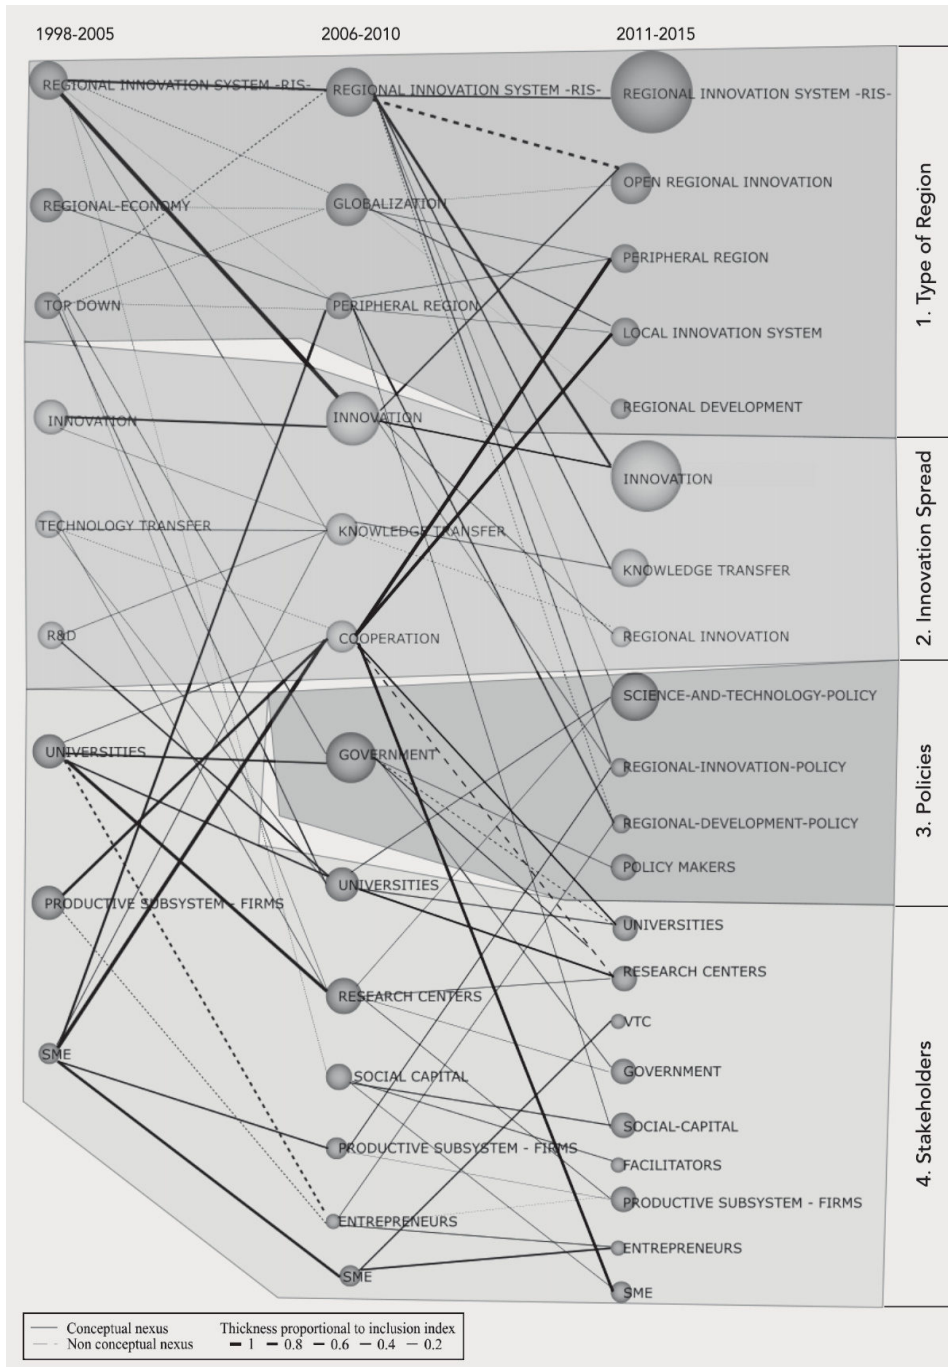 1998-2005
2006-2010
2011-2015
REGIONAL INNOVATION SYSTEM -RIS-
REGIONAL-ECONOMY
TOP DOWN
INNOVATION
TECHNOLOGY TRANSFER
R&D
UNIVERSITIES
PRODUCTIVE SUBSYSTEM - FIRMS
SME
REGIONAL INNOVATION SYSTEM -RIS-
GLOBALIZATION
PERIPHERAL REGION
INNOVATION
KNOWLEDGE TRANSFER
COOPERATION
GOVERNMENT
UNIVERSITIES
RESEARCH CENTERS
SOCIAL CAPITAL
PRODUCTIVE SUBSYSTEM - FIRMS
ENTREPRENEURS
SME
REGIONAL INNOVATION SYSTEM -RIS-
OPEN REGIONAL INNOVATION
PERIPHERAL REGION
LOCAL INNOVATION SYSTEM
REGIONAL DEVELOPMENT
INNOVATION
KNOWLEDGE TRANSFER
REGIONAL INNOVATION
SCIENCE-AND-TECHNOLOGY-POLICY
REGIONAL-INNOVATION-POLICY
REGIONAL-DEVELOPMENT-POLICY
POLICY MAKERS
UNIVERSITIES
RESEARCH CENTERS
VTC
GOVERNMENT
SOCIAL-CAPITAL
FACILITATORS
PRODUCTIVE SUBSYSTEM - FIRMS
ENTREPRENEURS
SME
1. Type of Region
2. Innovation Spread
3. Policies
4. Stakeholders
Conceptual nexus
Non conceptual nexus
Thickness proportional to inclusion index
1 0.8 0.6 0.4 0.2